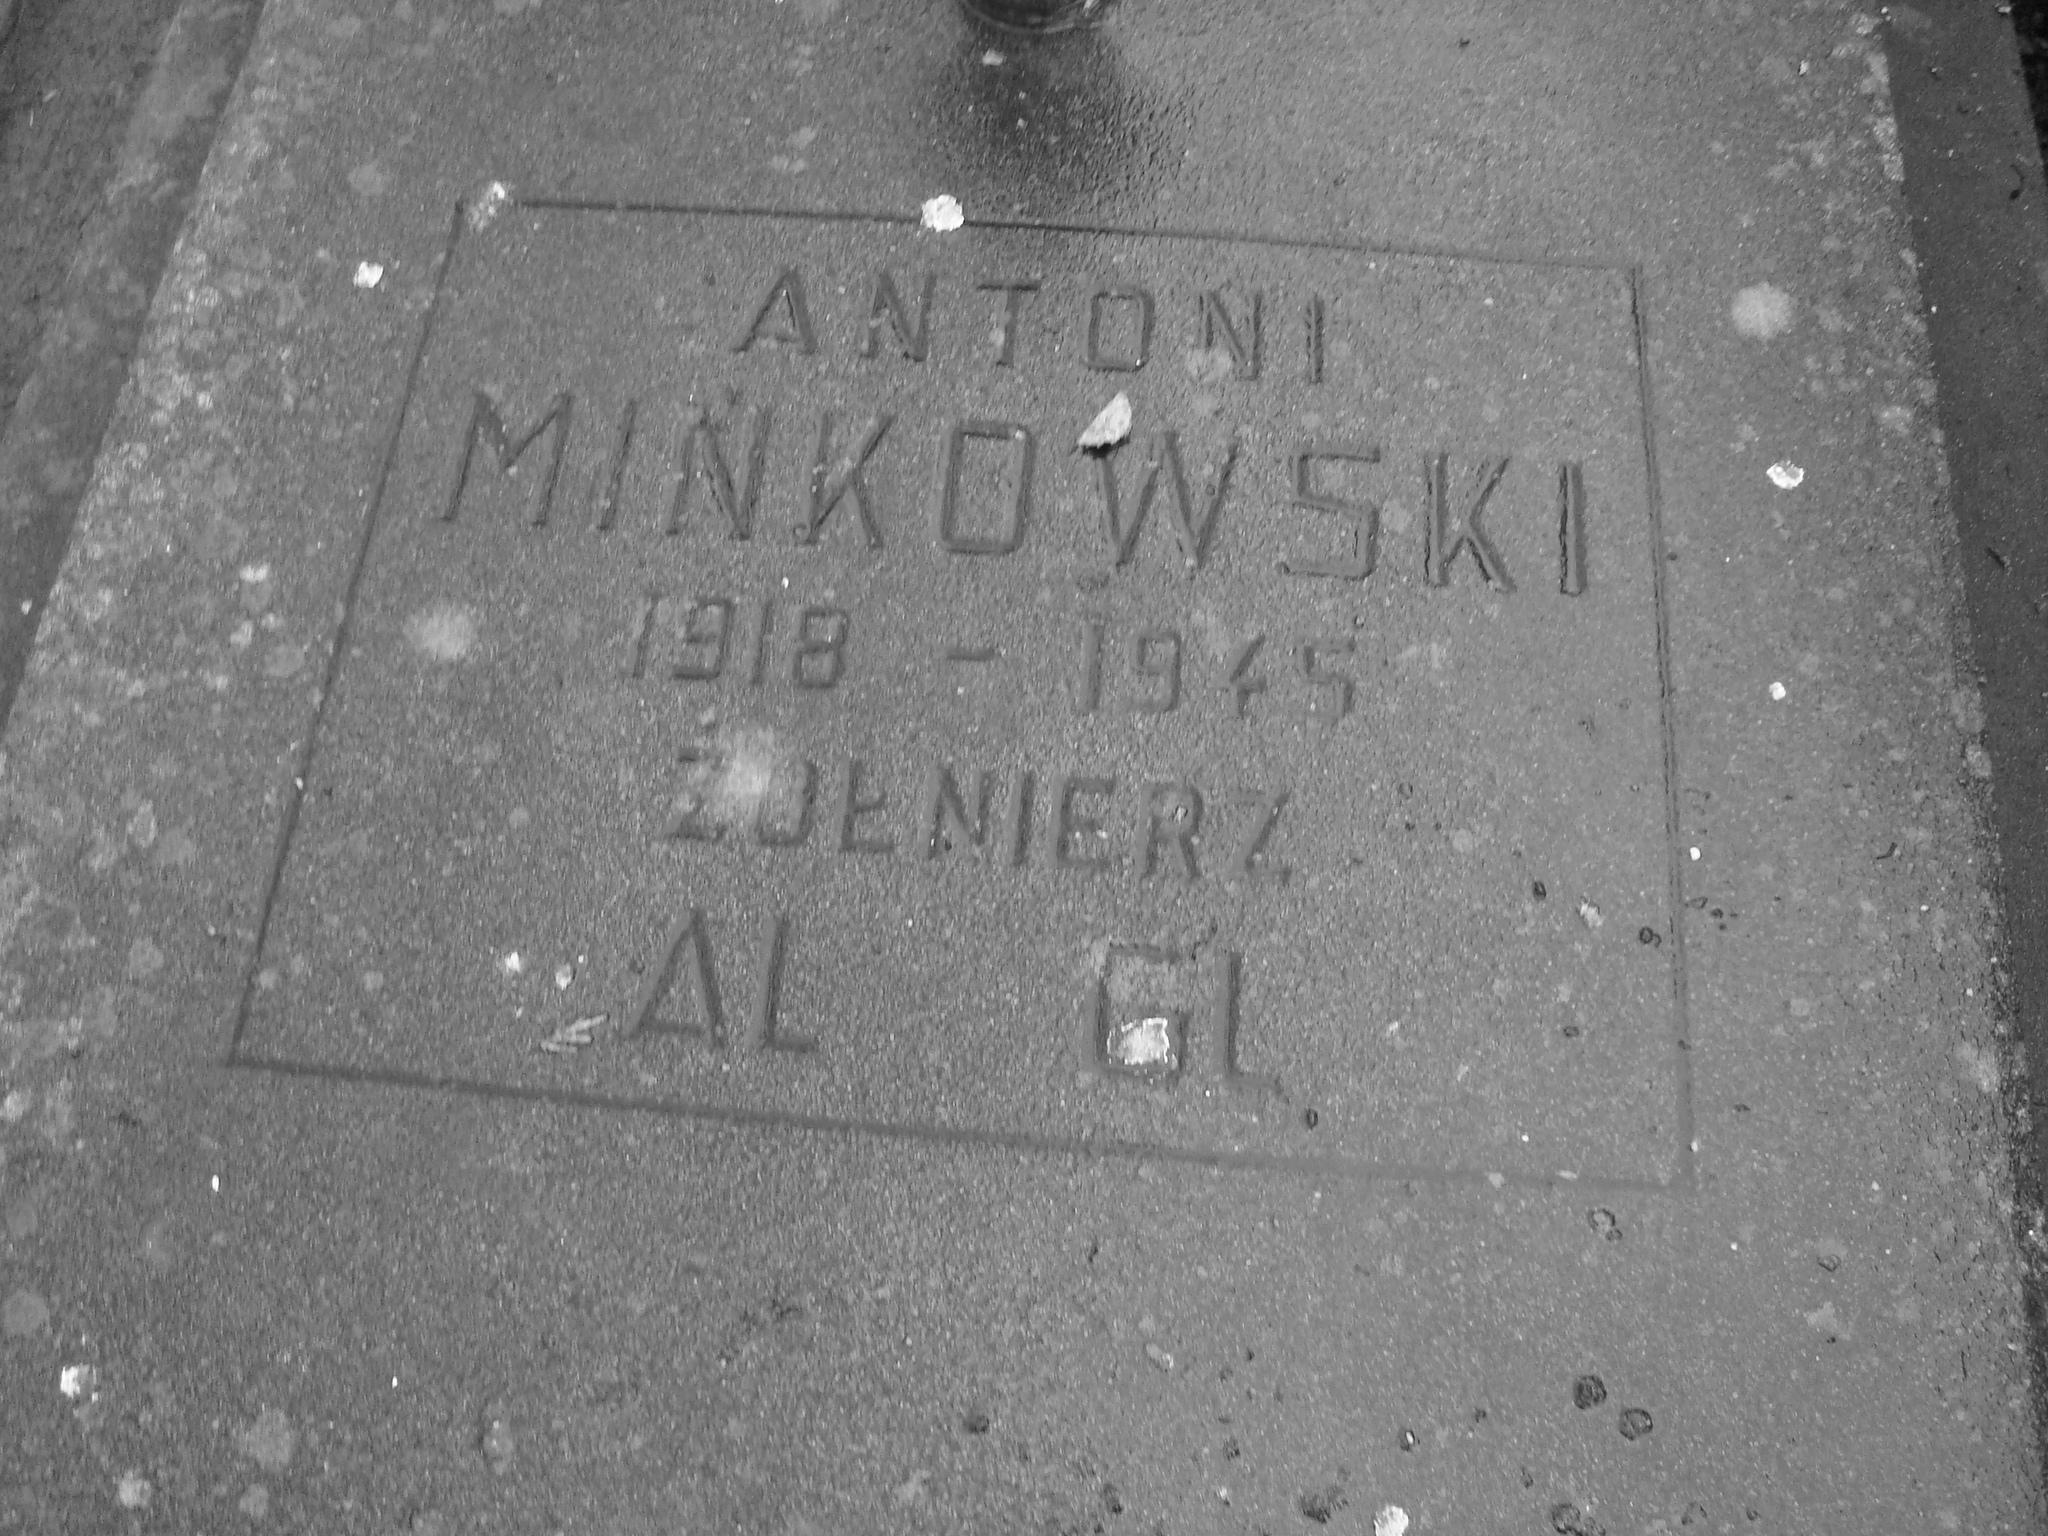 ANTONI
MIŃKOWSKI
1918 - 1945
ŻOŁNIERZ
AL GL